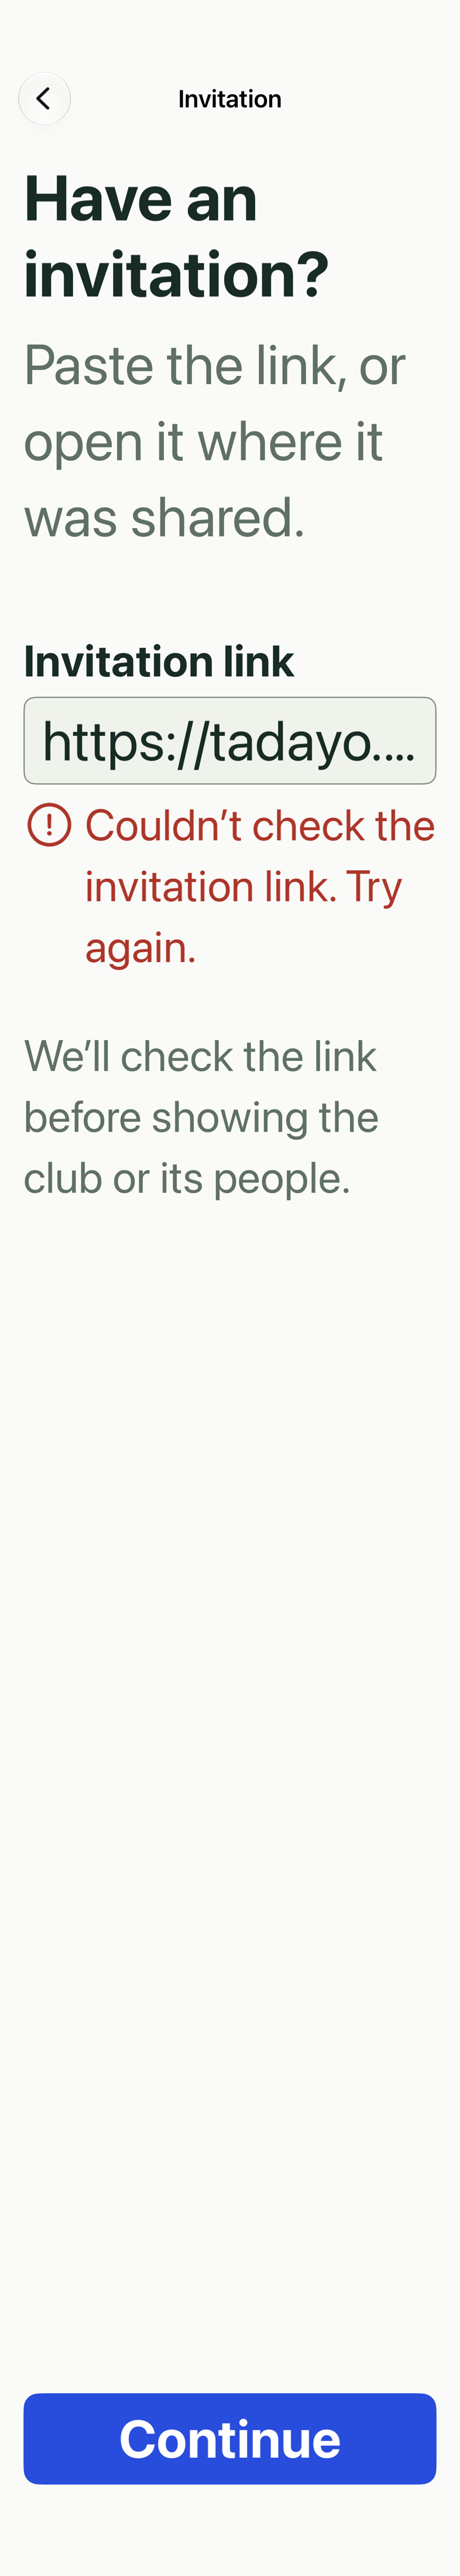 Invitation
Have an
invitation?
Paste the link, or
open it where it
was shared.
Invitation link
https://tadayo....
Couldn’t check the
invitation link. Try
again.
We’ll check the link
before showing the
club or its people.
Continue